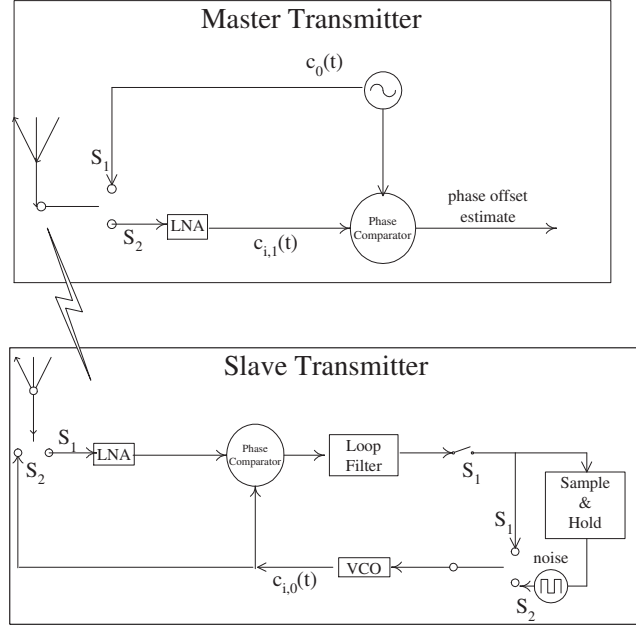 Master Transmitter
c0(t)
S1
S2
LNA
ci,1(t)
Phase
Comparator
phase offset
estimate
Slave Transmitter
S1
S2
LNA
Phase
Comparator
Loop
Filter
S1
Sample
&
Hold
S1
noise
S2
VCO
ci,0(t)